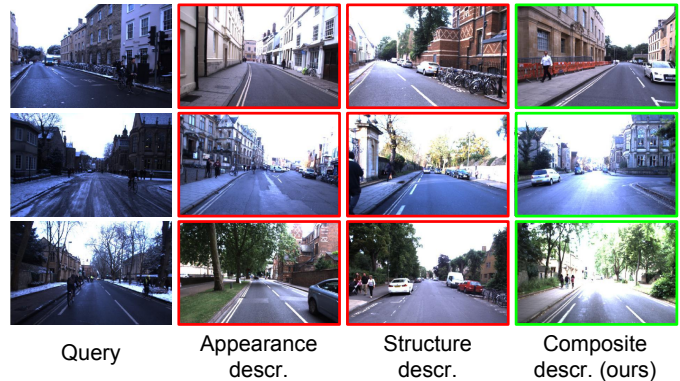 Query
Appearance
descr.
Structure
descr.
Composite
descr. (ours)